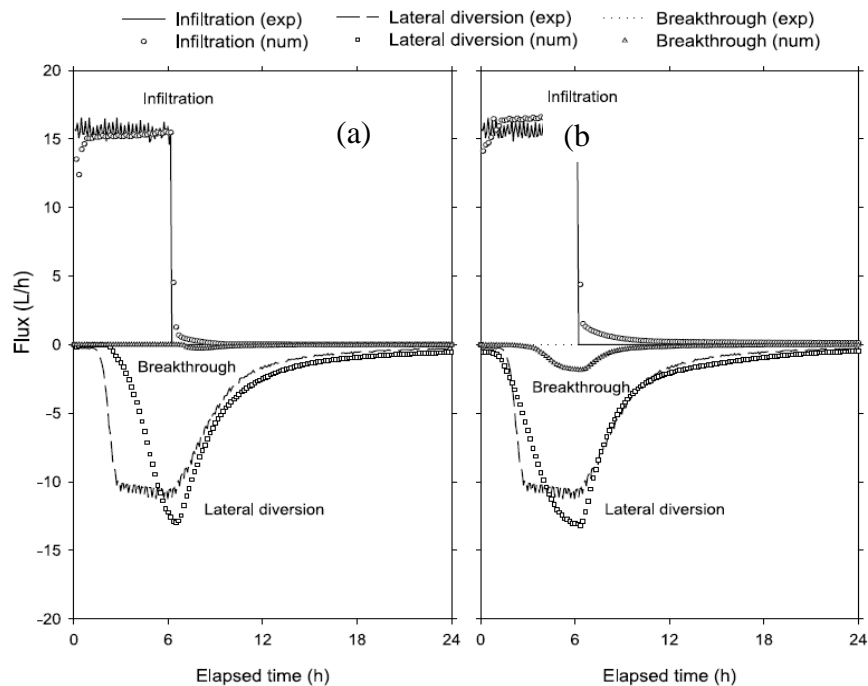 Infiltration (exp) Lateral diversion (exp) Breakthrough (exp)
Infiltration (num) Lateral diversion (num) Breakthrough (num)
20
15
10
5
0
-5
-10
-15
-20
Flux (L/h)
Infiltration
(a)
Breakthrough
Lateral diversion
0 6 12 18 24
Elapsed time (h)
Infiltration
(b)
Breakthrough
Lateral diversion
0 6 12 18 24
Elapsed time (h)